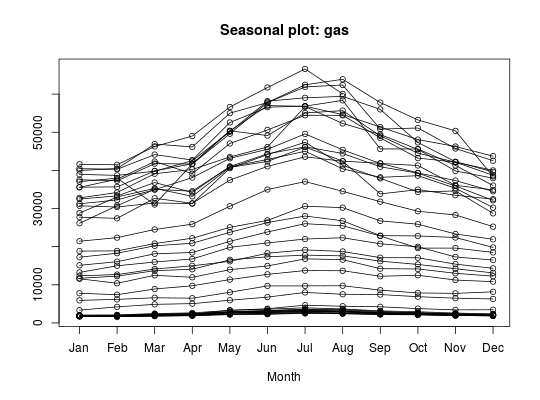 Seasonal plot: gas
50000
30000
10000
0
Jan Feb Mar Apr May Jun Jul Aug Sep Oct Nov Dec
Month